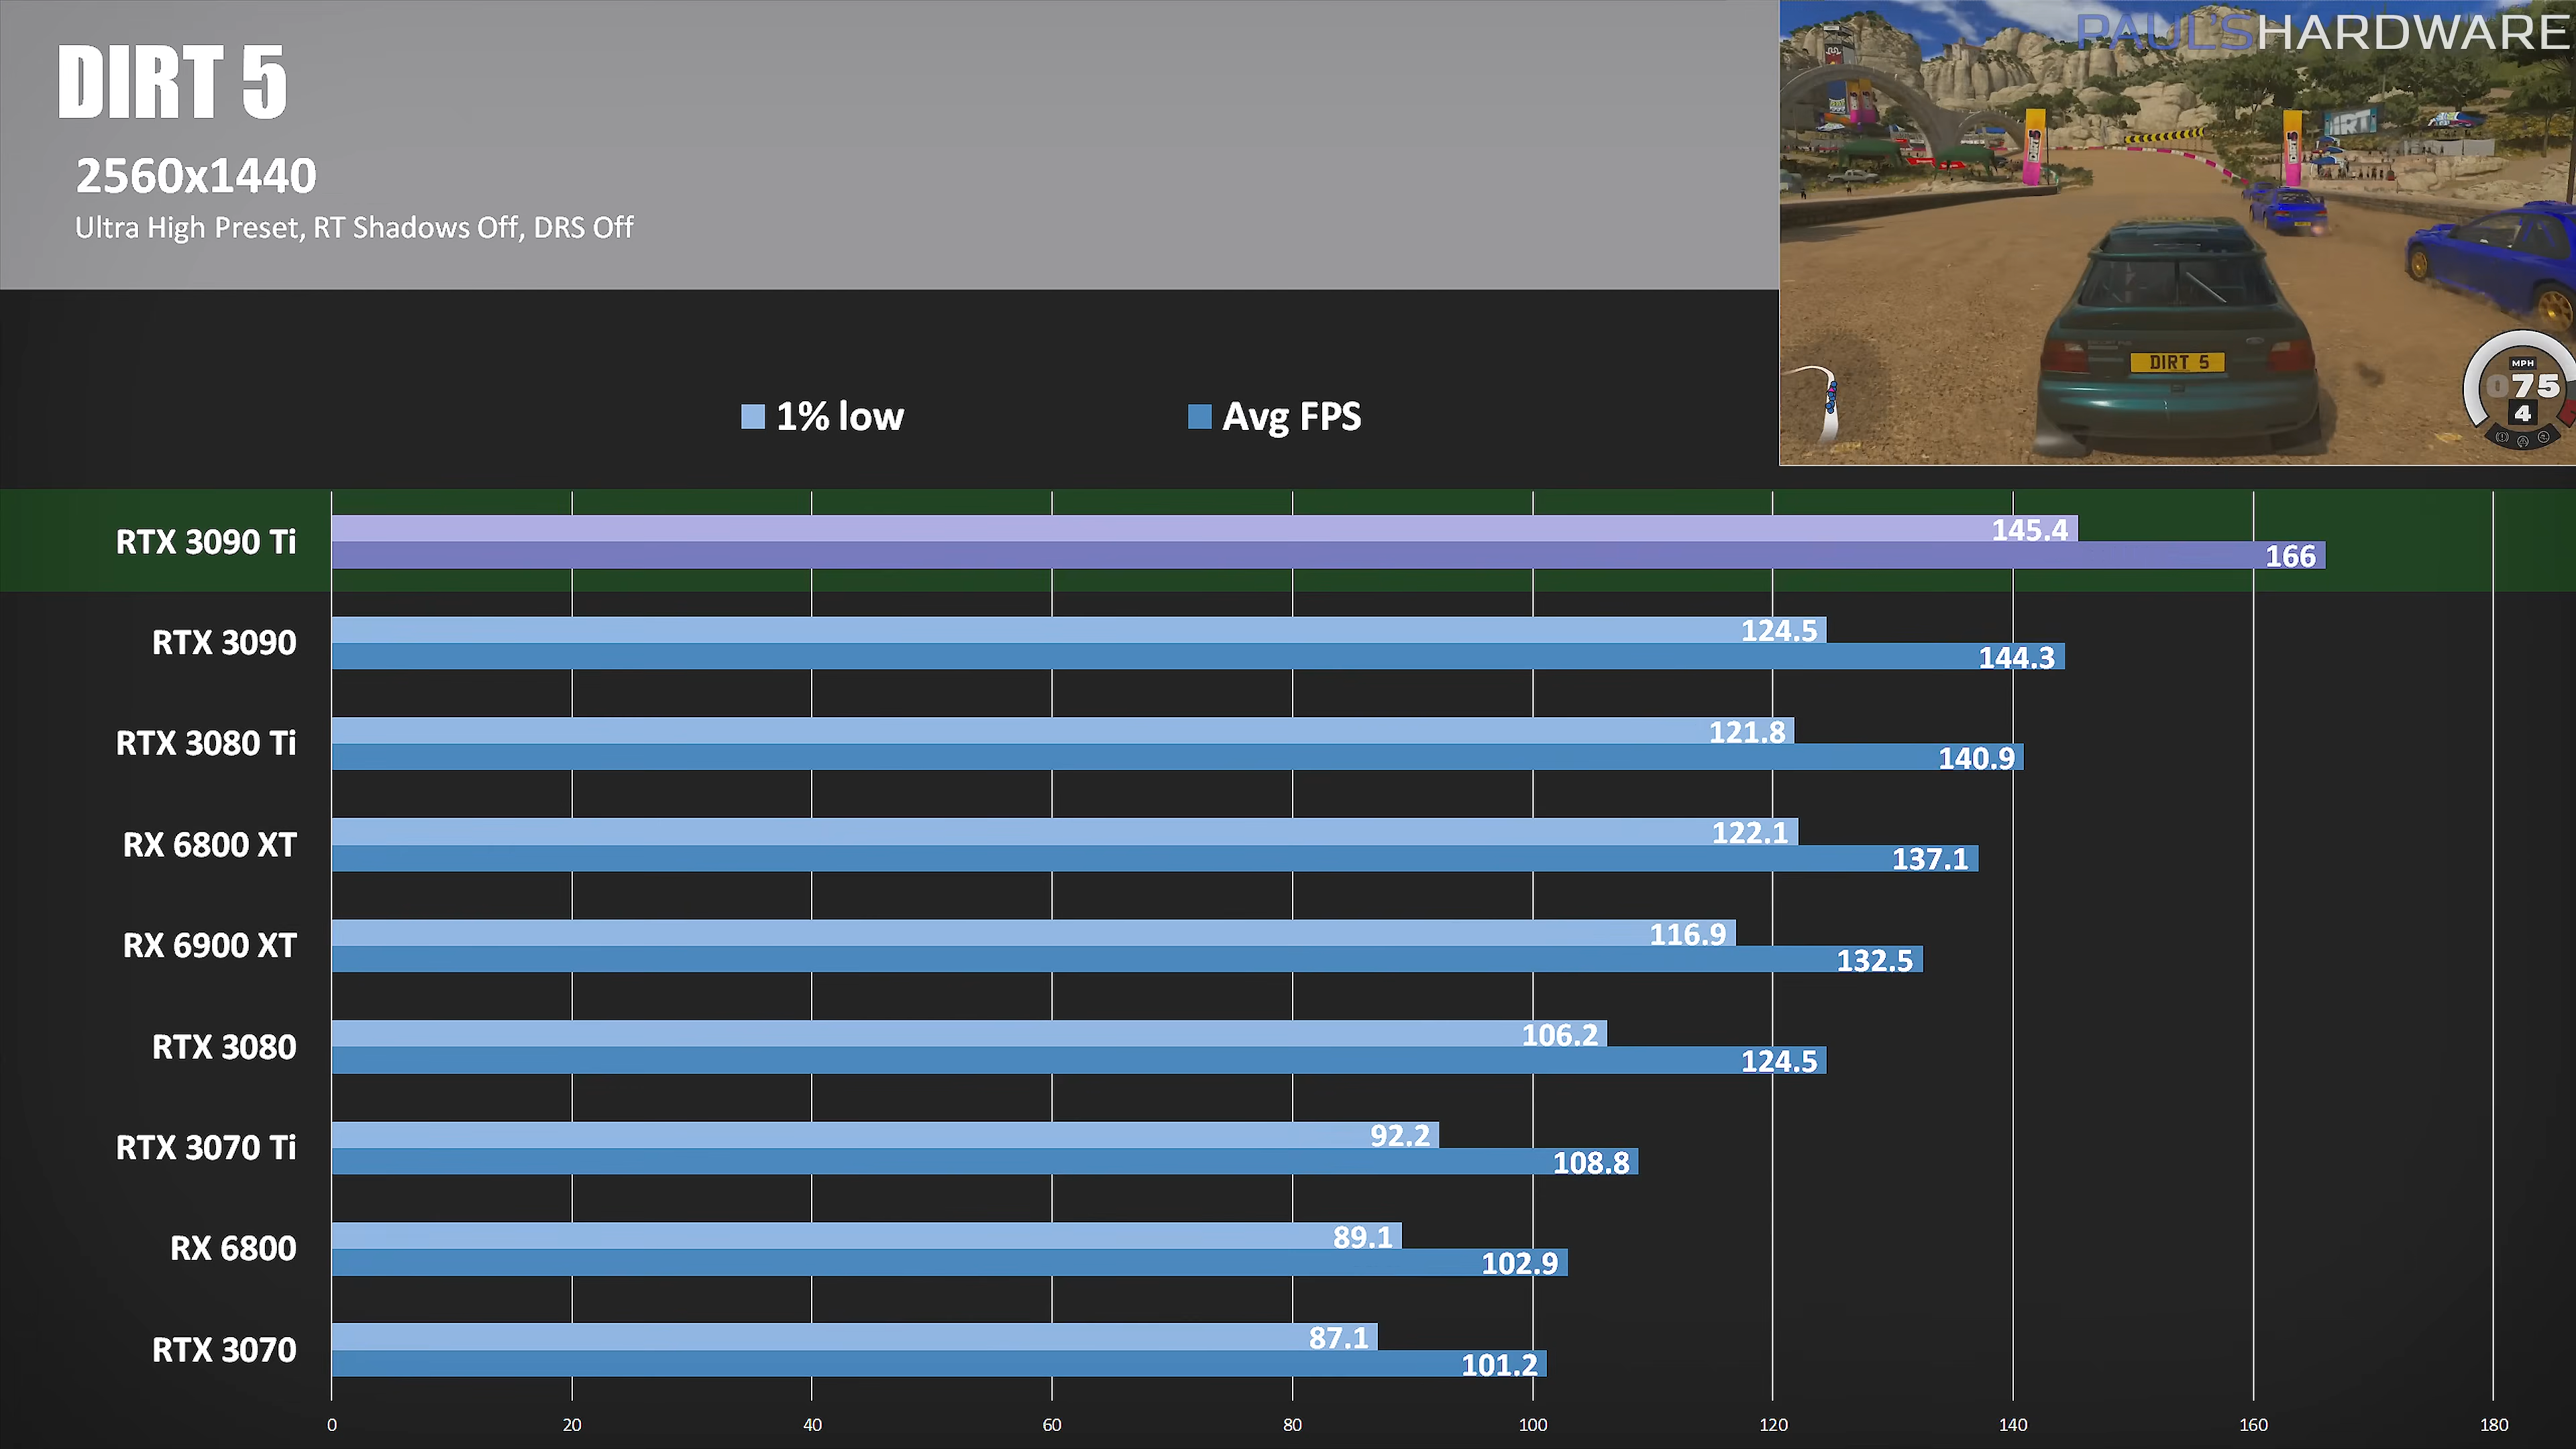 DIRT 5
PAUL'SHARDWARE
2560x1440
Ultra High Preset, RT Shadows Off, DRS Off
DIRT 5
MPH
075
4
1% low
Avg FPS
RTX 3090 Ti
145.4
166
RTX 3090
124.5
144.3
RTX 3080 Ti
121.8
140.9
RX 6800 XT
122.1
137.1
RX 6900 XT
116.9
132.5
RTX 3080
106.2
124.5
RTX 3070 Ti
92.2
108.8
RX 6800
89.1
102.9
RTX 3070
87.1
101.2
0 20 40 60 80 100 120 140 160 180